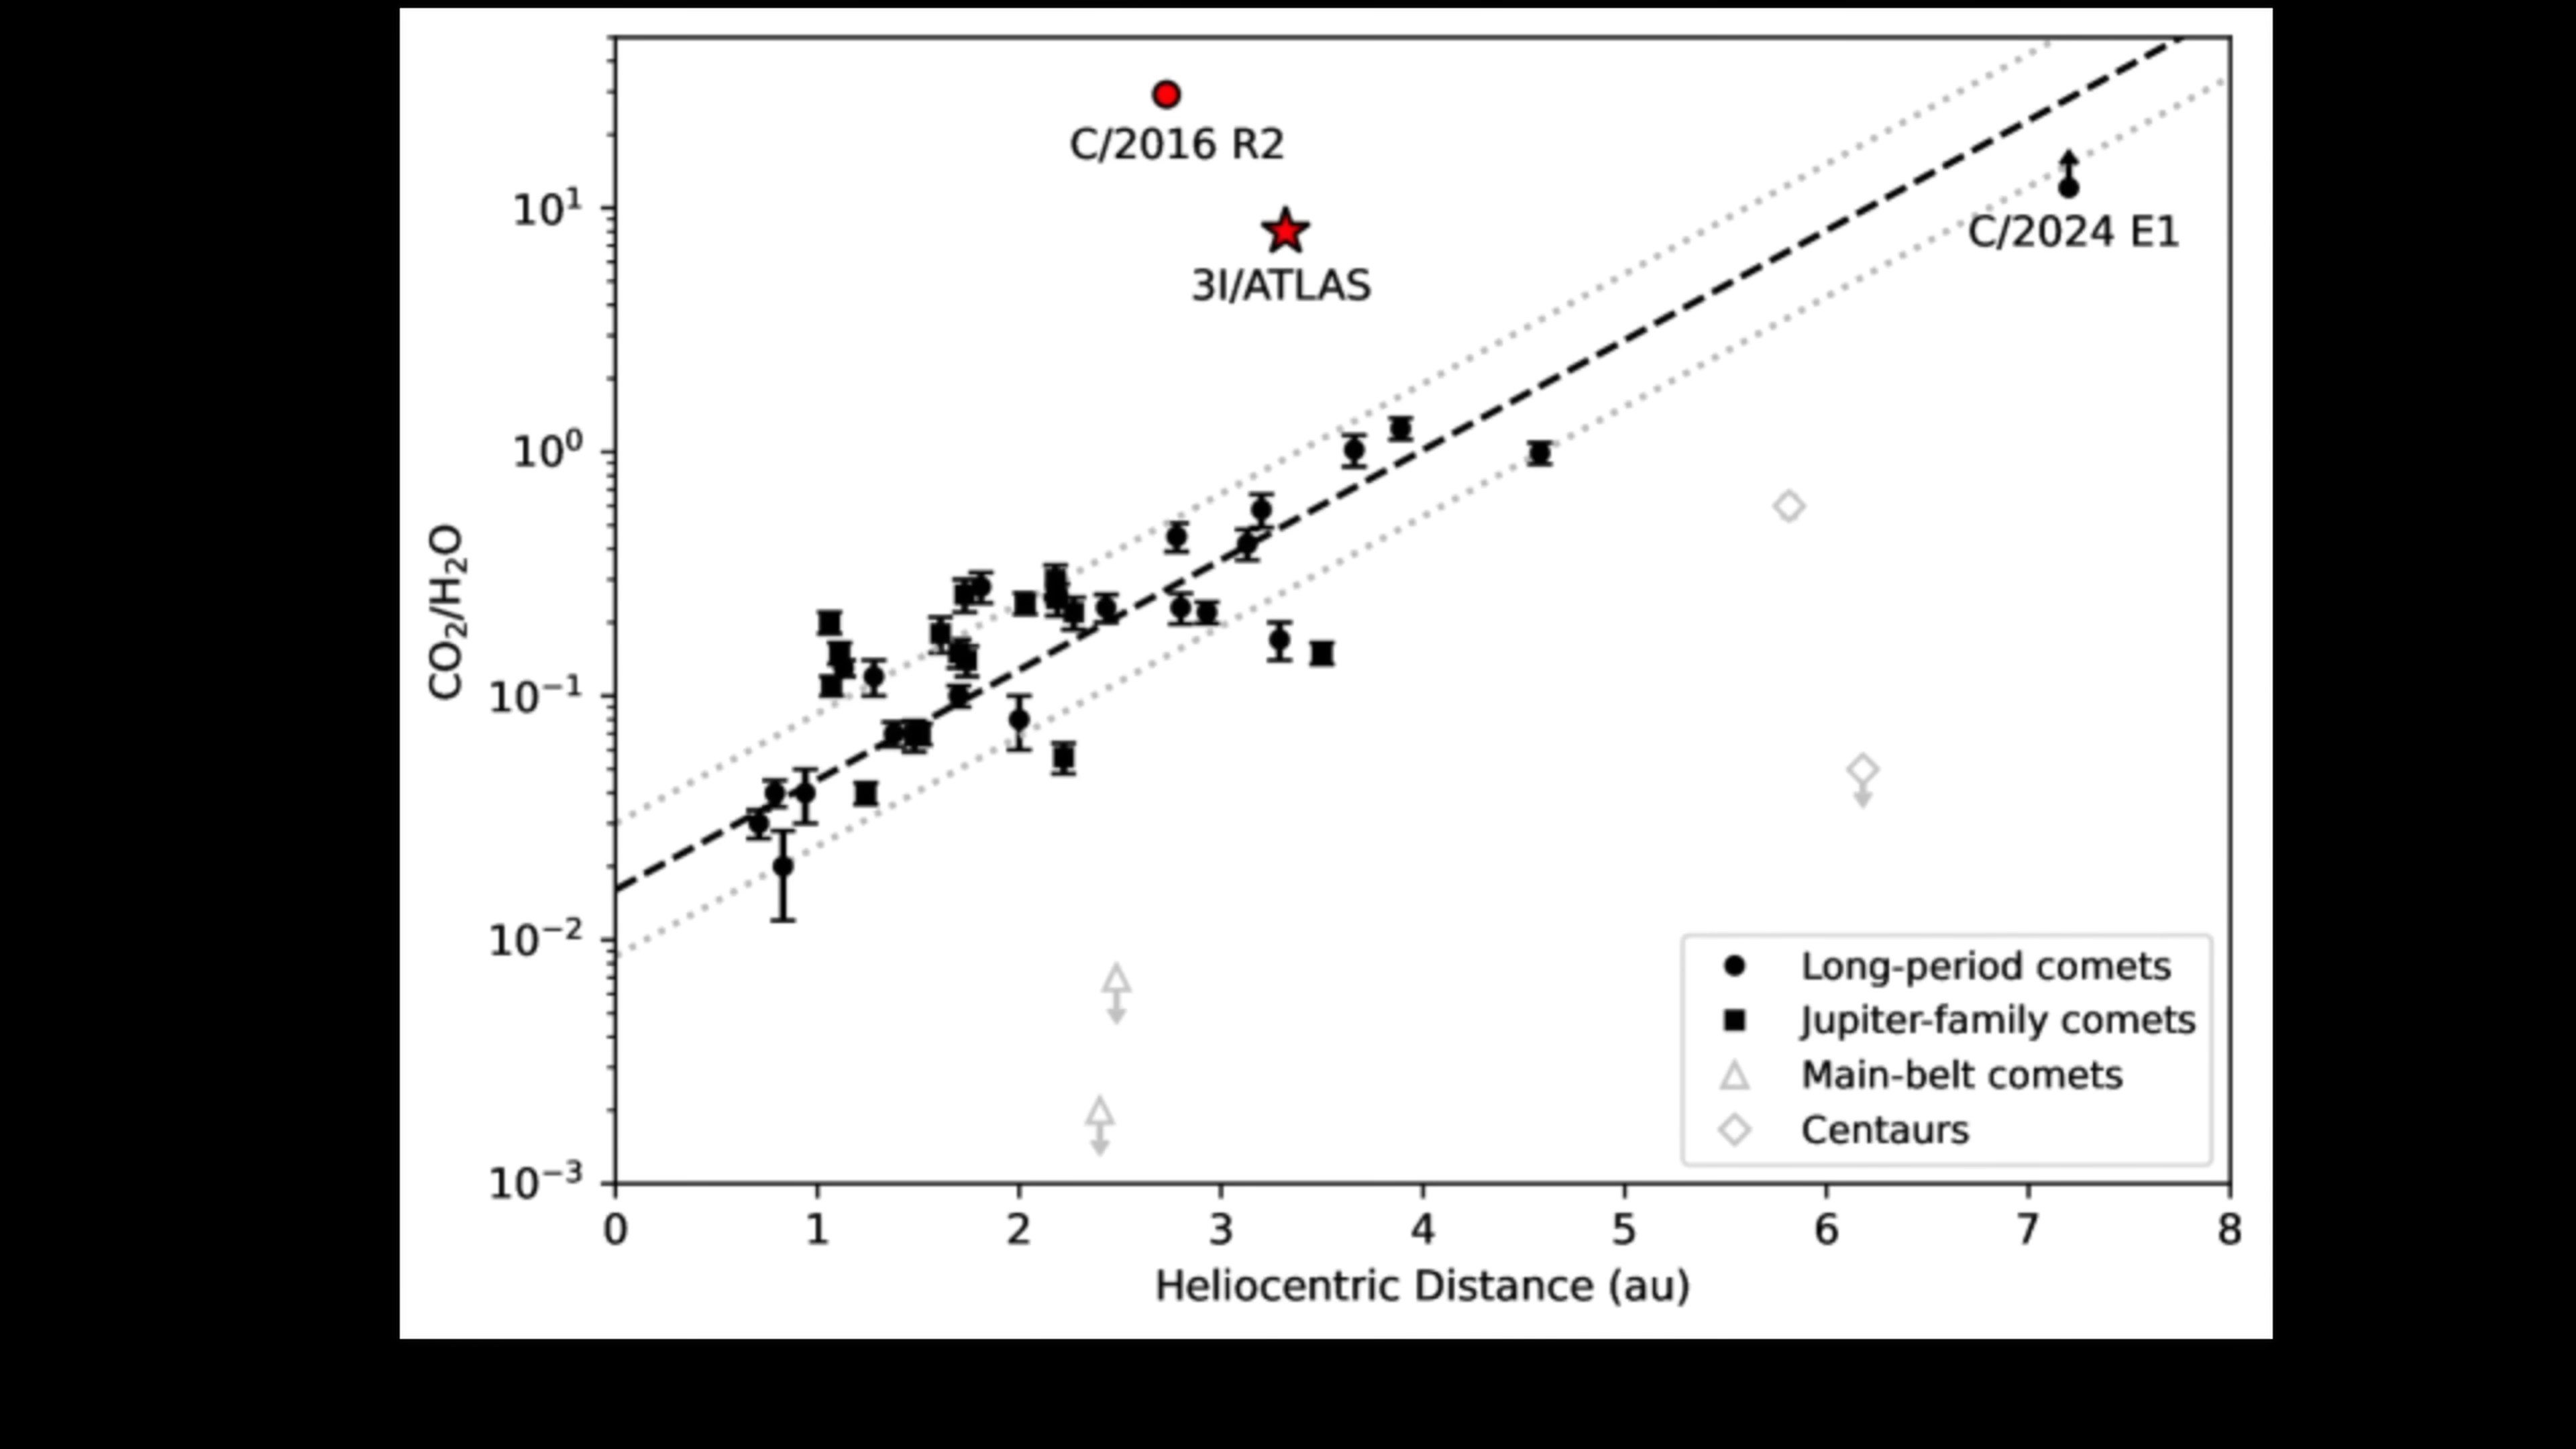 C/2016 R2
3I/ATLAS
C/2024 E1
10¹
10⁰
10⁻¹
10⁻²
10⁻³
CO₂/H₂O
Long-period comets
Jupiter-family comets
Main-belt comets
Centaurs
0 1 2 3 4 5 6 7 8
Heliocentric Distance (au)